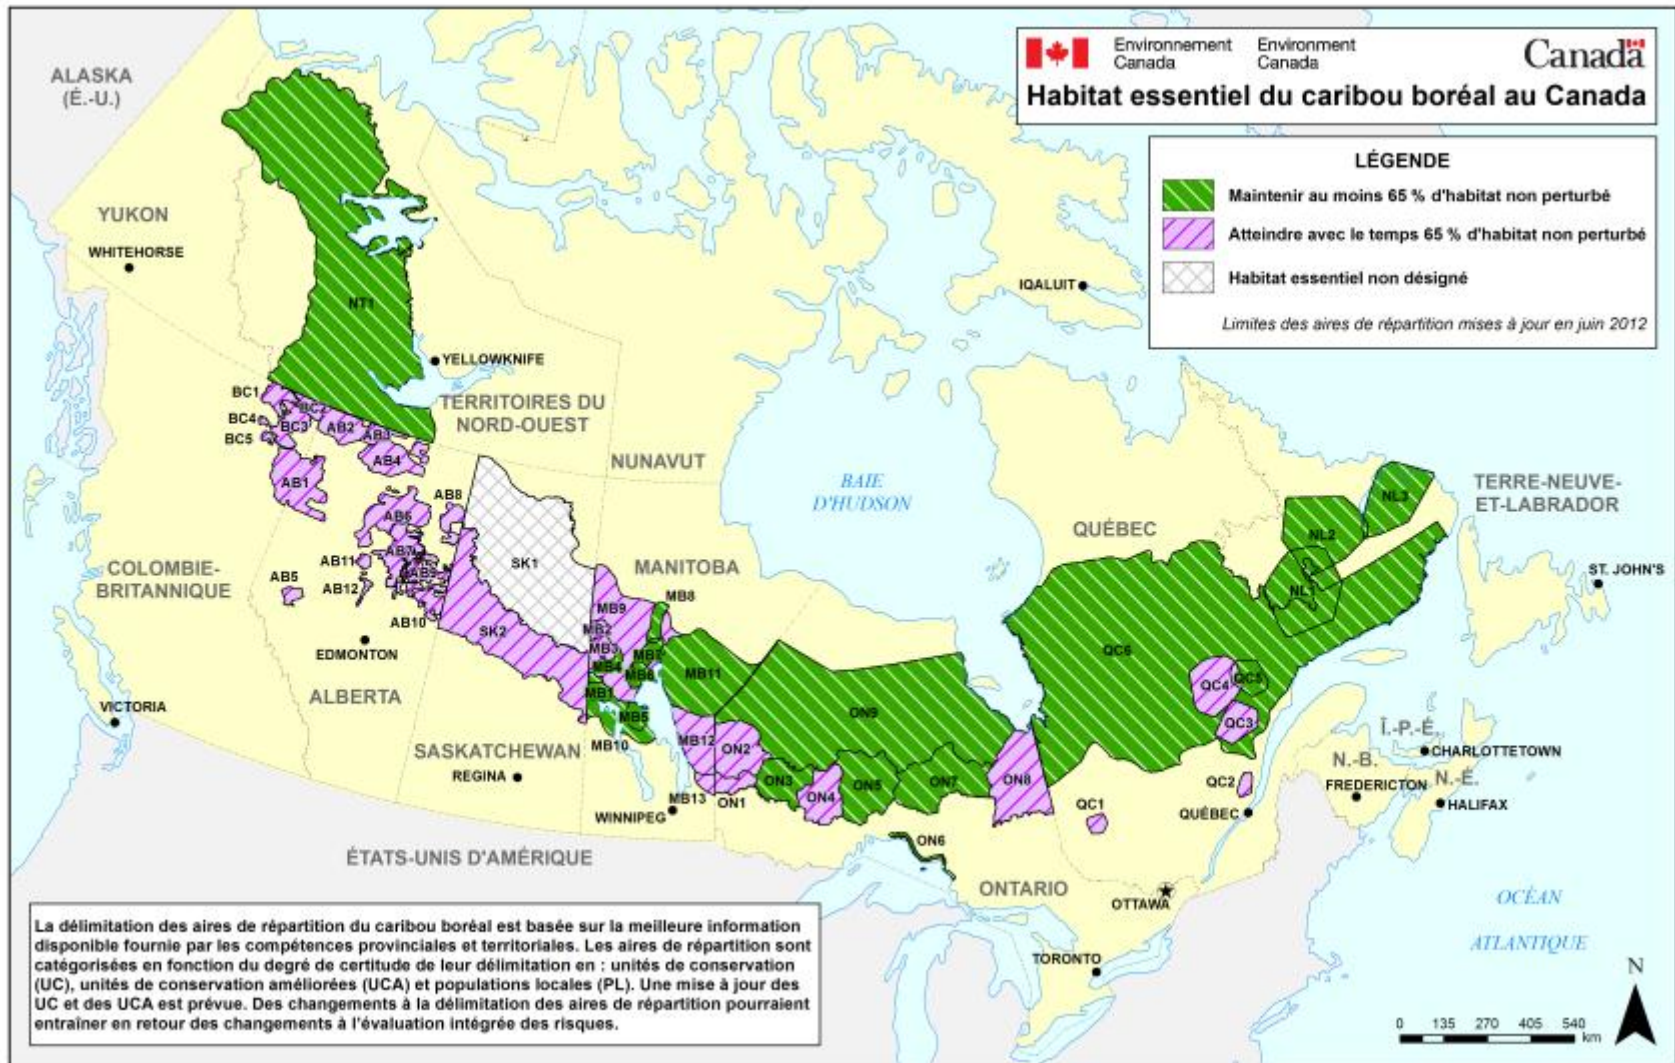 Environnement Canada
Environment Canada
Canada
Habitat essentiel du caribou boréal au Canada
LÉGENDE
Maintenir au moins 65 % d'habitat non perturbé
Atteindre avec le temps 65 % d'habitat non perturbé
Habitat essentiel non désigné
Limites des aires de répartition mises à jour en juin 2012
ALASKA
(É.-U.)
YUKON
WHITEHORSE
IQALUIT
NT1
YELLOWKNIFE
TERRITOIRES DU
NORD-OUEST
NUNAVUT
BC1
BC2
BC4
BC3
BC5
AB2
AB3
AB4
AB1
AB8
AB6
AB7
AB11
AB9
AB5
AB12
AB10
BAIE
D'HUDSON
QUÉBEC
NL3
NL2
NL1
TERRE-NEUVE-
ET-LABRADOR
ST. JOHN'S
COLOMBIE-
BRITANNIQUE
SK1
SK2
MANITOBA
MB8
MB9
MB2
MB3
MB4
MB7
MB6
MB1
MB5
MB10
MB11
MB12
MB13
EDMONTON
ALBERTA
VICTORIA
SASKATCHEWAN
REGINA
WINNIPEG
ON9
ON2
ON1
ON3
ON4
ON5
ON7
ON8
ON6
QC6
QC4
QC5
QC3
QC2
QC1
QUÉBEC
Î.-P.-É.
CHARLOTTETOWN
N.-B.
FREDERICTON
N.-É.
HALIFAX
ÉTATS-UNIS D'AMÉRIQUE
ONTARIO
OTTAWA
TORONTO
OCÉAN
ATLANTIQUE
La délimitation des aires de répartition du caribou boréal est basée sur la meilleure information
disponible fournie par les compétences provinciales et territoriales. Les aires de répartition sont
catégorisées en fonction du degré de certitude de leur délimitation en : unités de conservation
(UC), unités de conservation améliorées (UCA) et populations locales (PL). Une mise à jour des
UC et des UCA est prévue. Des changements à la délimitation des aires de répartition pourraient
entraîner en retour des changements à l'évaluation intégrée des risques.
N
0 135 270 405 540
km